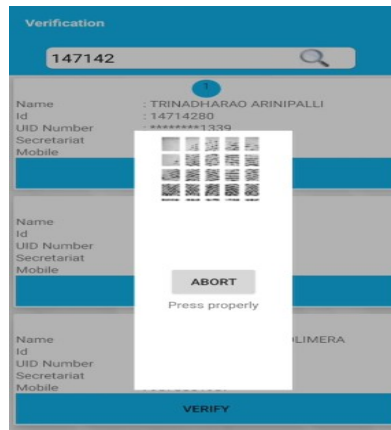 Verification
147142
1
Name : TRINADHARAO ARINIPALLI
Id : 14714280
UID Number : ********1339
Secretariat
Mobile
Name
Id
UID Number
Secretariat
Mobile
ABORT
Press properly
Name
Id
UID Number
Secretariat
Mobile
VERIFY